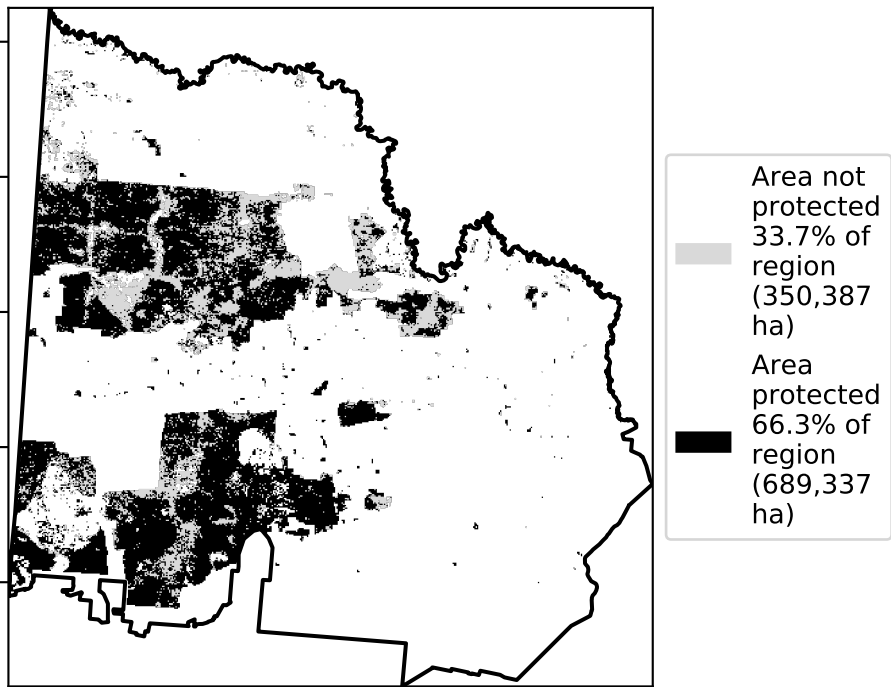 Area not
protected
33.7% of
region
(350,387
ha)
Area
protected
66.3% of
region
(689,337
ha)